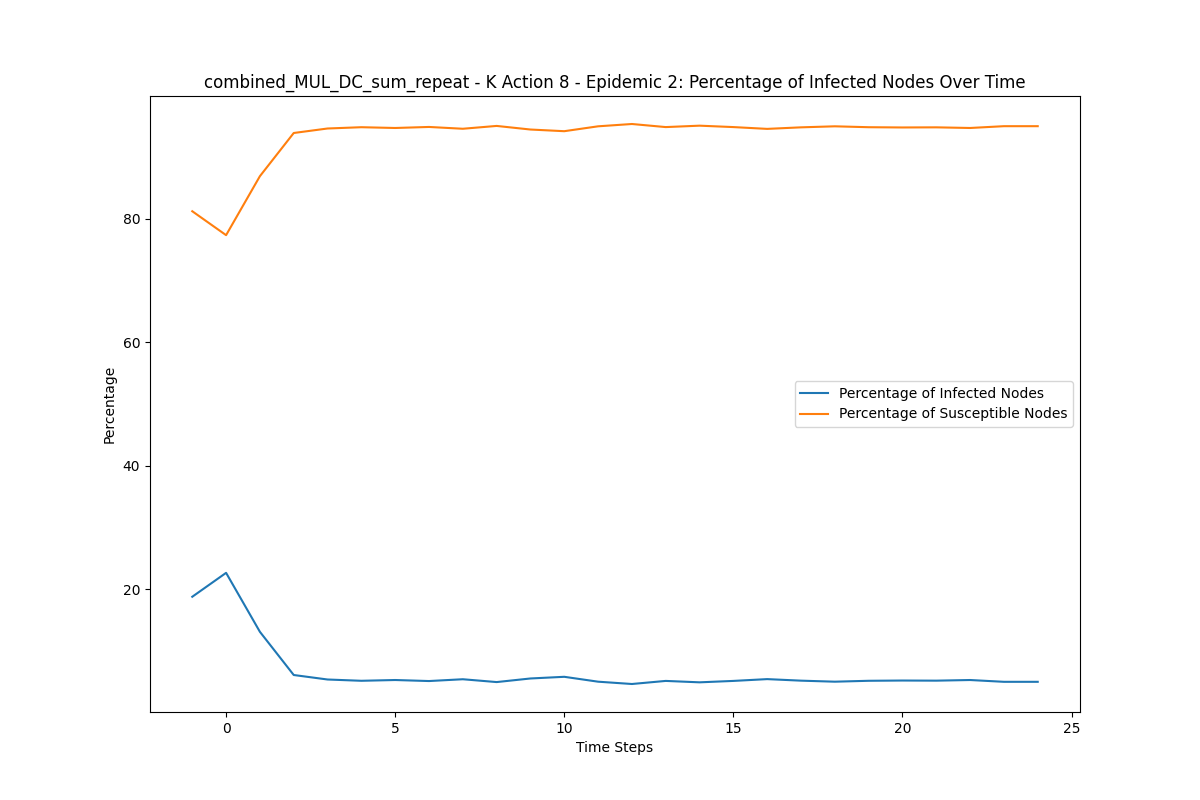 combined_MUL_DC_sum_repeat - K Action 8 - Epidemic 2: Percentage of Infected Nodes Over Time
80
60
40
20
Percentage
Percentage of Infected Nodes
Percentage of Susceptible Nodes
0 5 10 15 20 25
Time Steps